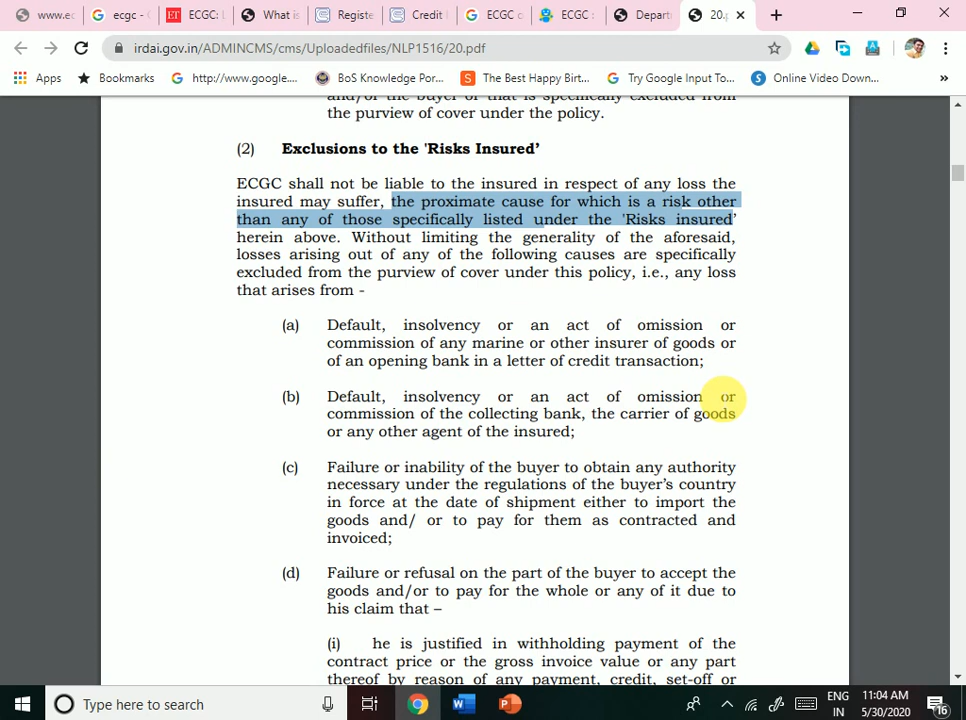 www.ec
ecgc - G
ECGC: L
What is
Registe
Credit I
ECGC c
ECGC :
Depart
20.p
irdai.gov.in/ADMINCMS/cms/Uploadedfiles/NLP1516/20.pdf
Apps
Bookmarks
http://www.google....
BoS Knowledge Por...
The Best Happy Birt...
Try Google Input To...
Online Video Down...
»
and/or the buyer or that is specifically excluded from
the purview of cover under the policy.
(2) Exclusions to the 'Risks Insured’
ECGC shall not be liable to the insured in respect of any loss the
insured may suffer, the proximate cause for which is a risk other
than any of those specifically listed under the 'Risks insured’
herein above. Without limiting the generality of the aforesaid,
losses arising out of any of the following causes are specifically
excluded from the purview of cover under this policy, i.e., any loss
that arises from -
(a) Default, insolvency or an act of omission or
commission of any marine or other insurer of goods or
of an opening bank in a letter of credit transaction;
(b) Default, insolvency or an act of omission or
commission of the collecting bank, the carrier of goods
or any other agent of the insured;
(c) Failure or inability of the buyer to obtain any authority
necessary under the regulations of the buyer’s country
in force at the date of shipment either to import the
goods and/ or to pay for them as contracted and
invoiced;
(d) Failure or refusal on the part of the buyer to accept the
goods and/or to pay for the whole or any of it due to
his claim that –
(i) he is justified in withholding payment of the
contract price or the gross invoice value or any part
thereof by reason of any payment, credit, set-off or
Type here to search
ENG
IN
11:04 AM
5/30/2020
16